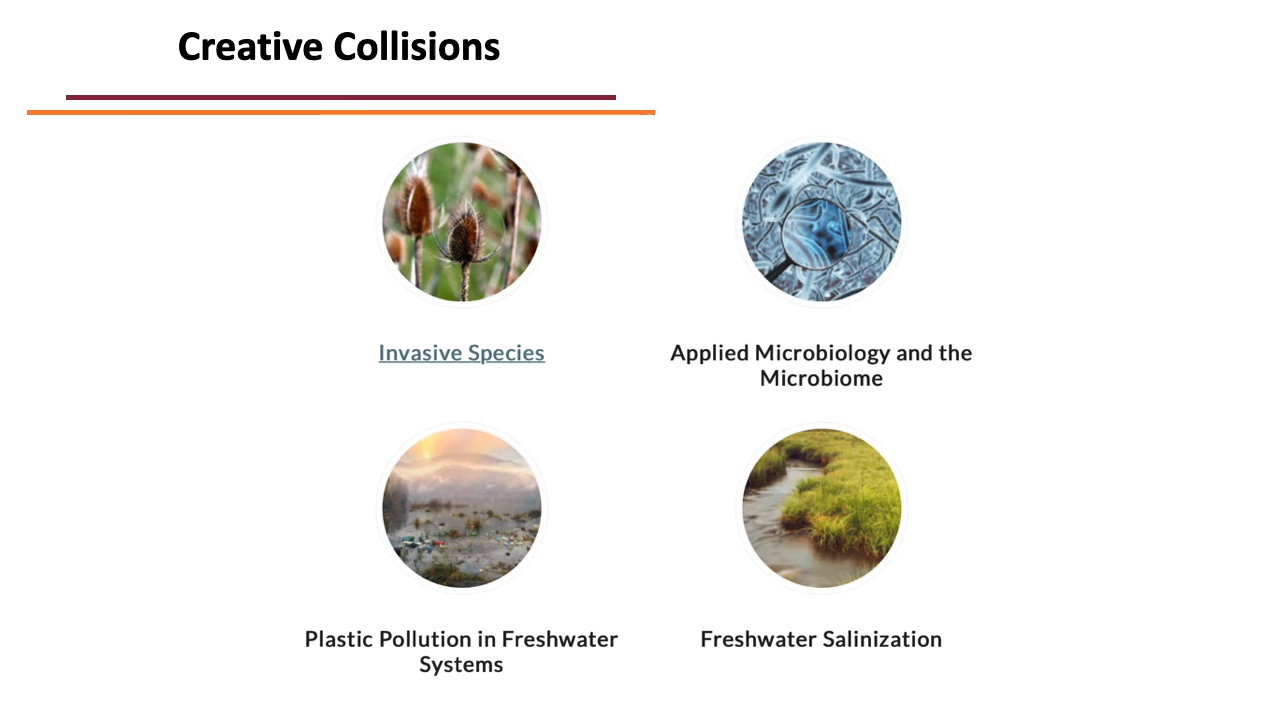 Creative Collisions
Invasive Species
Applied Microbiology and the
Microbiome
Plastic Pollution in Freshwater
Systems
Freshwater Salinization